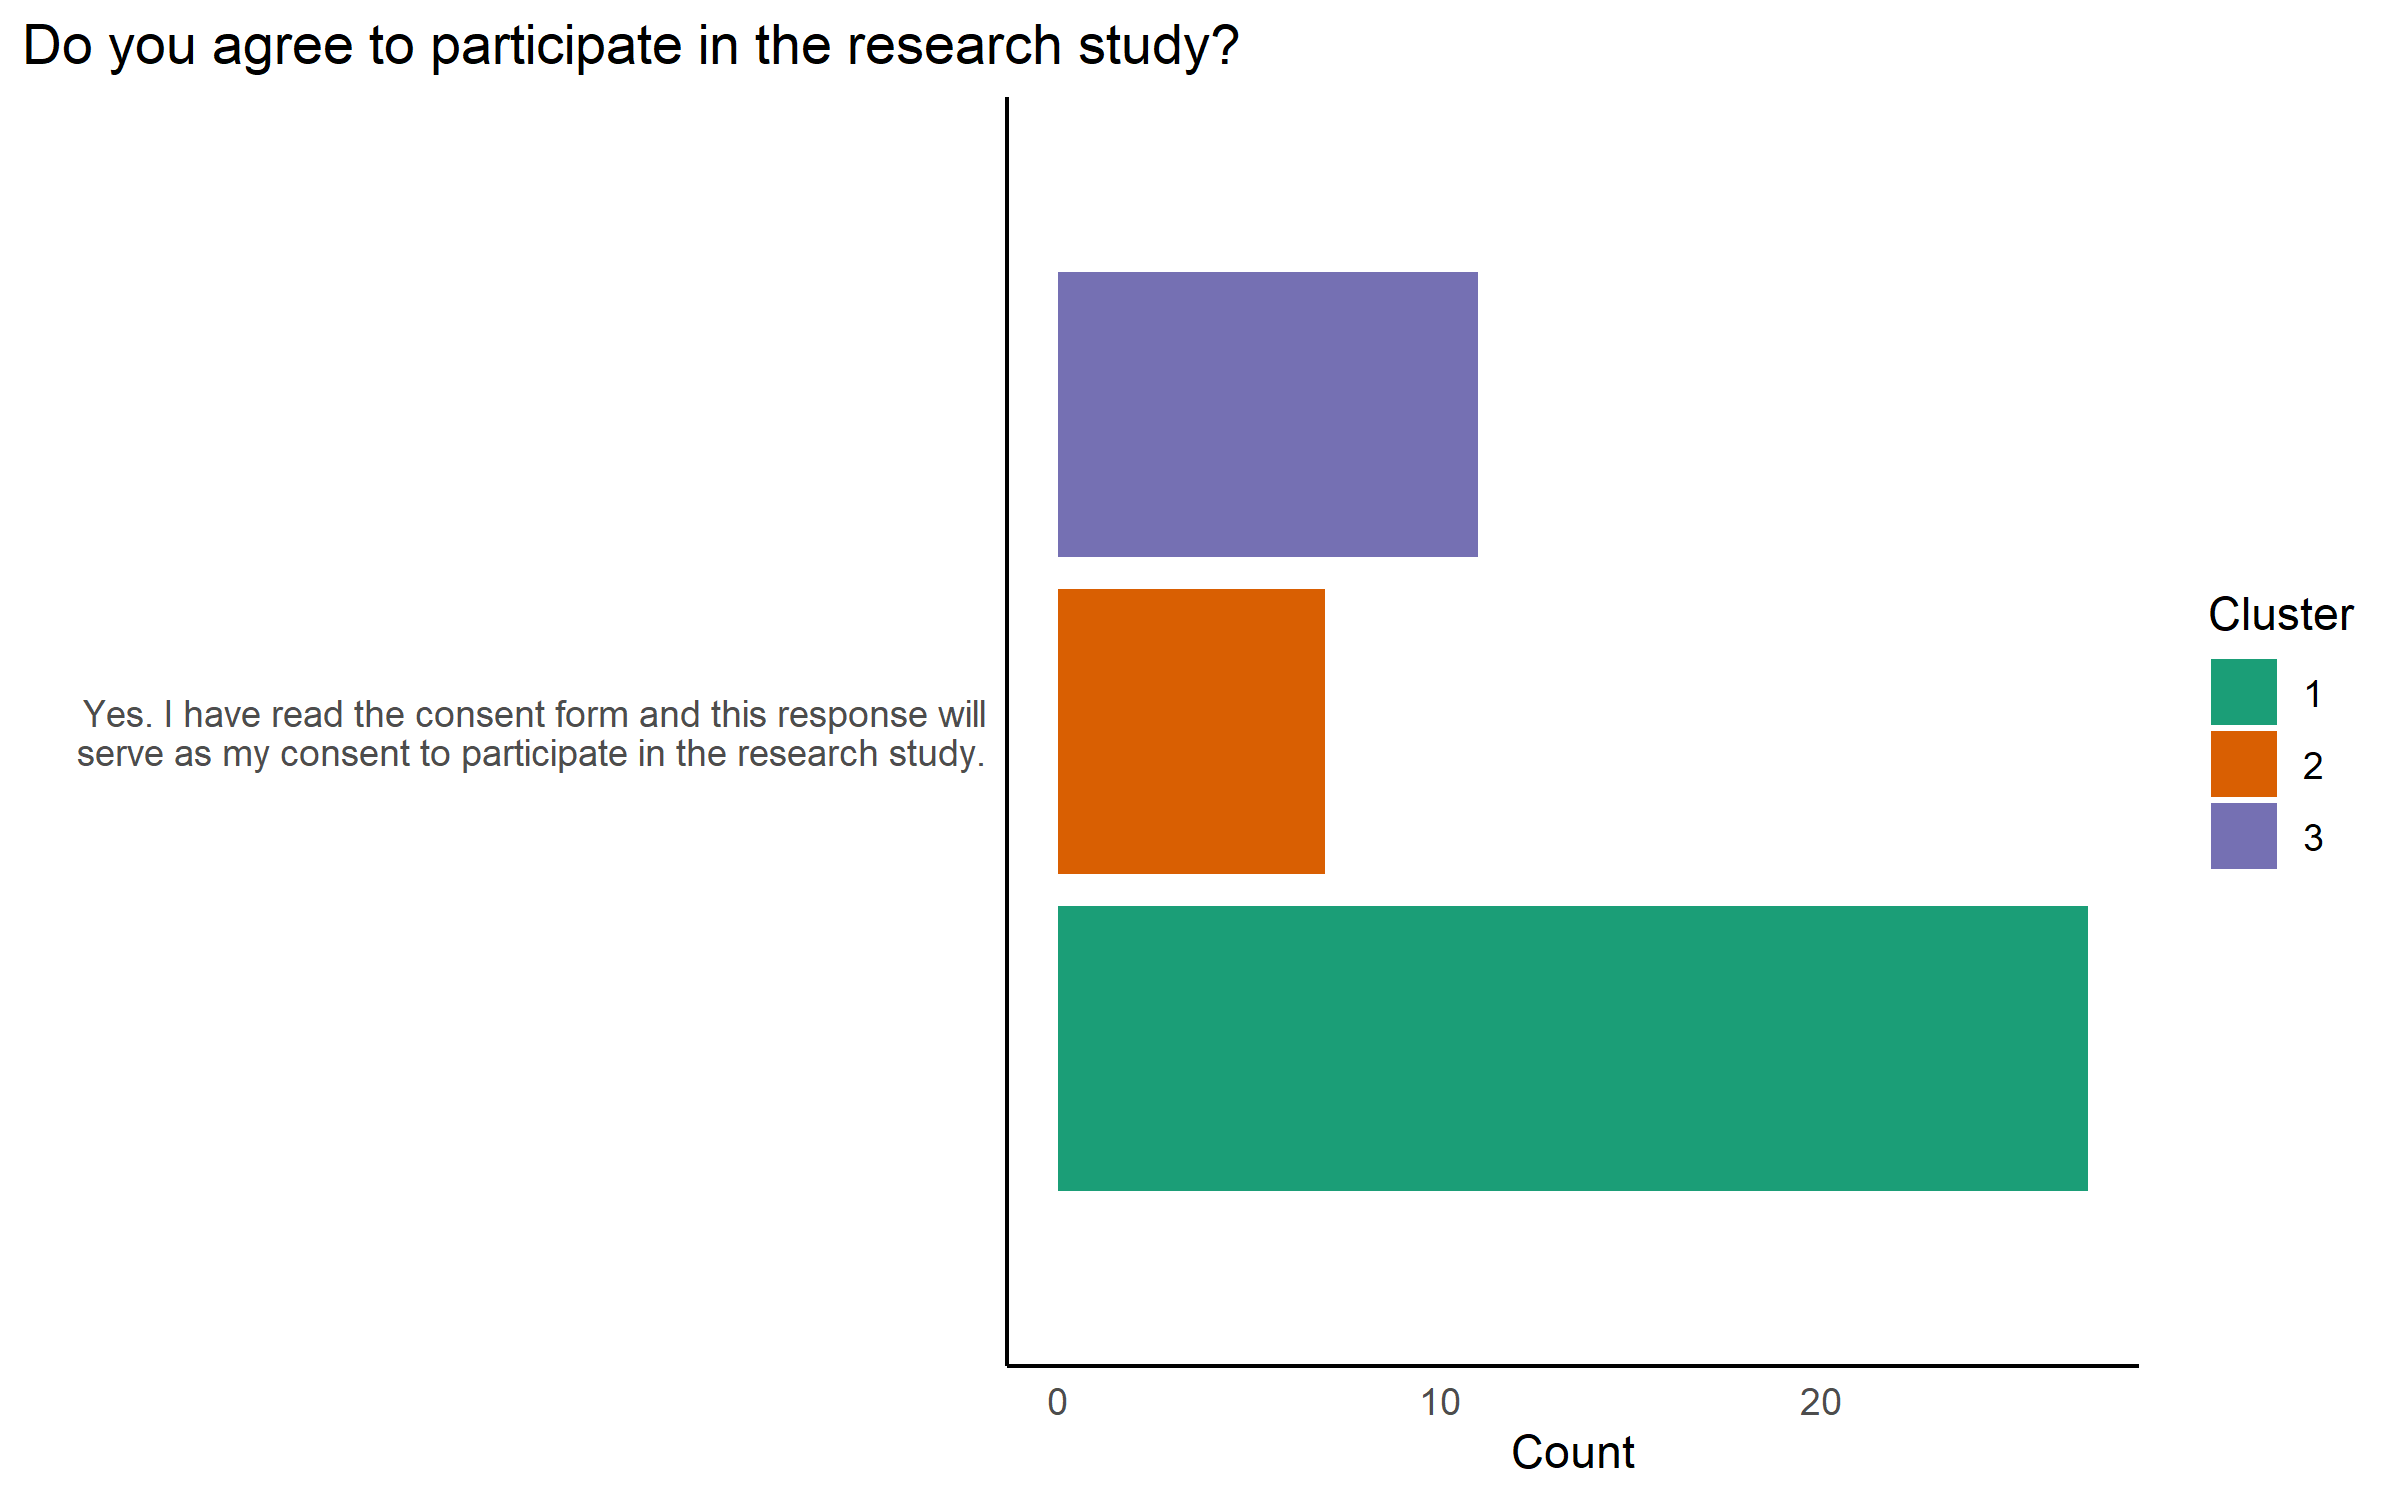 Do you agree to participate in the research study?
Yes. I have read the consent form and this response will
serve as my consent to participate in the research study.
Cluster
1
2
3
0 10 20
Count